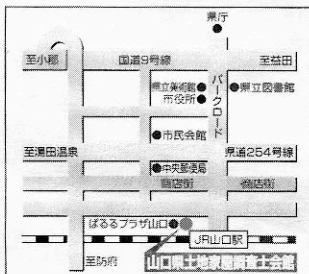 県庁
至小郡
国道9号線
至益田
県立美術館
市役所
パークロード
県立図書館
市民会館
至湯田温泉
県道254号線
中央郵便局
商店街
商店街
ぱるるプラザ山口
JR山口駅
至防府
山口県土地家屋調査士会館